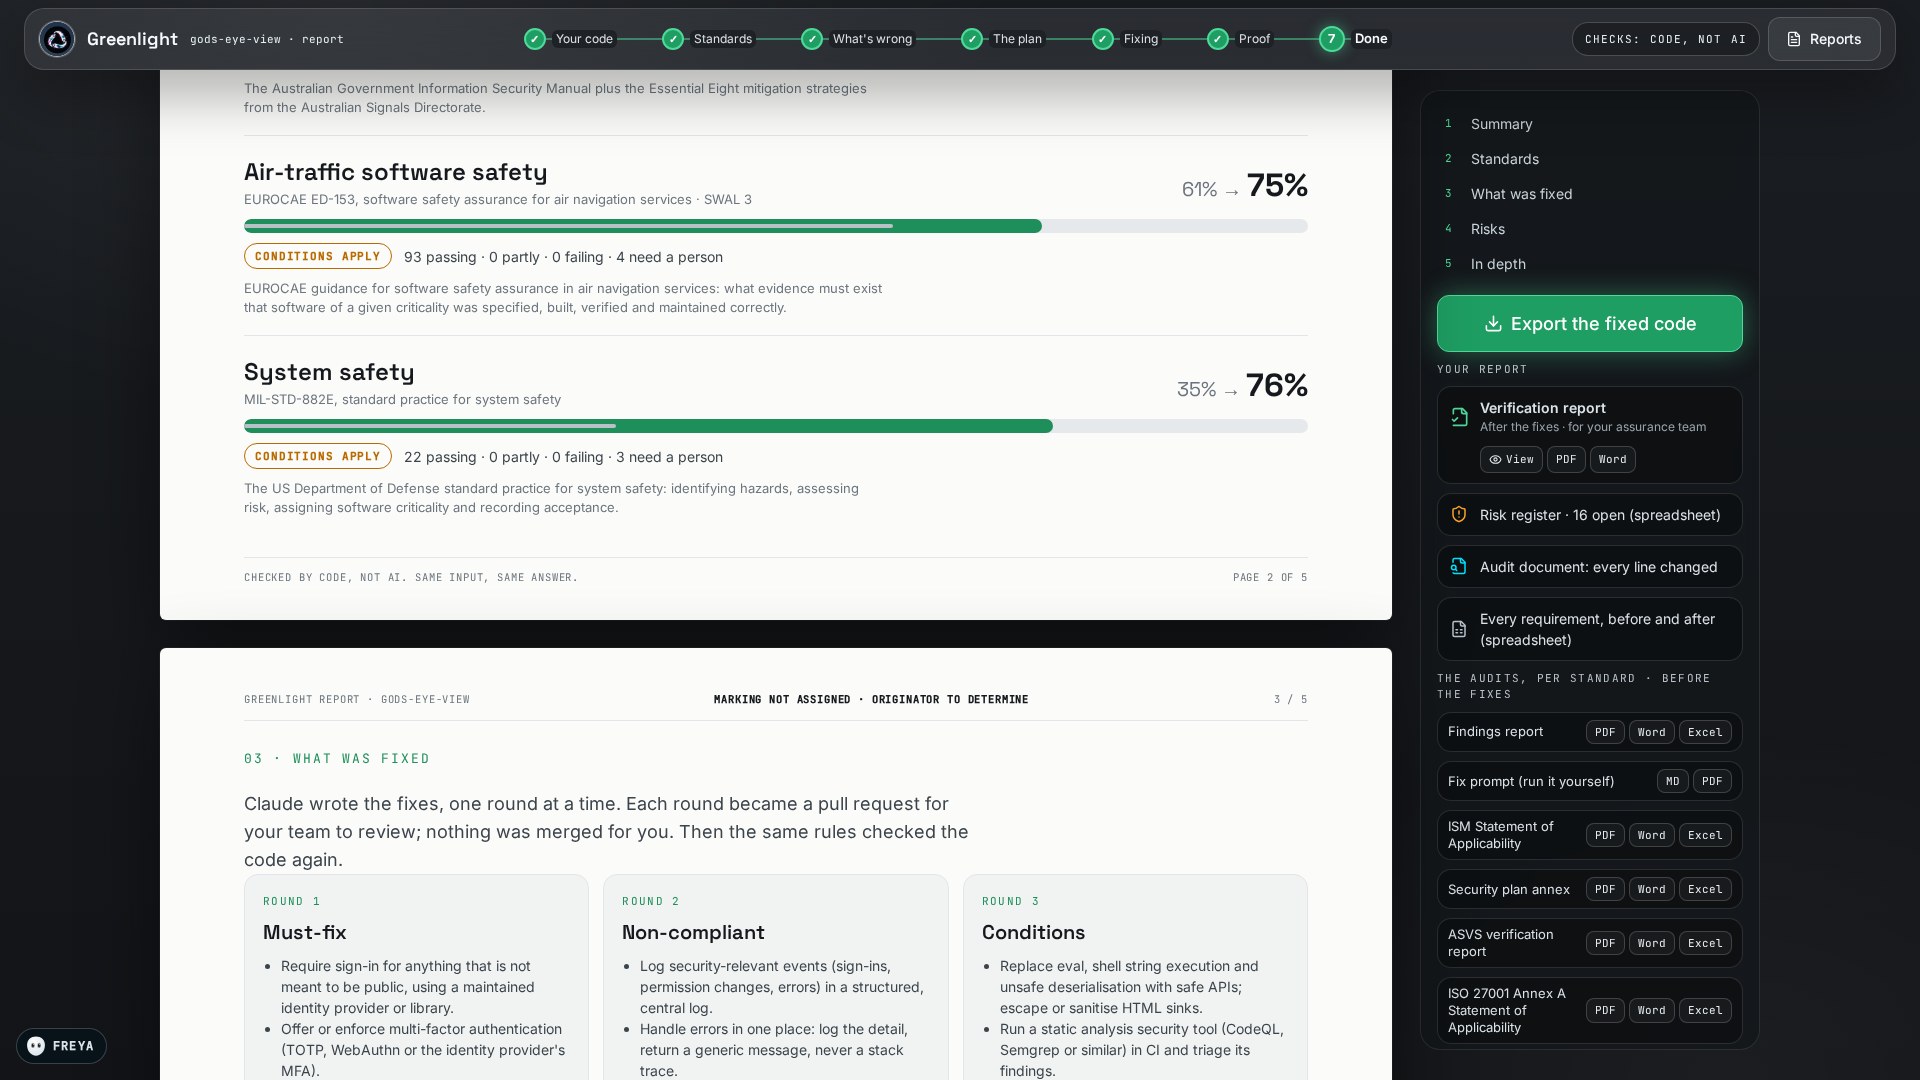 Greenlight gods-eye-view · report
✓ Your code ✓ Standards ✓ What's wrong ✓ The plan ✓ Fixing ✓ Proof 7 Done
CHECKS: CODE, NOT AI
Reports
The Australian Government Information Security Manual plus the Essential Eight mitigation strategies
from the Australian Signals Directorate.
Air-traffic software safety
EUROCAE ED-153, software safety assurance for air navigation services · SWAL 3
61% → 75%
CONDITIONS APPLY 93 passing · 0 partly · 0 failing · 4 need a person
EUROCAE guidance for software safety assurance in air navigation services: what evidence must exist
that software of a given criticality was specified, built, verified and maintained correctly.
System safety
MIL-STD-882E, standard practice for system safety
35% → 76%
CONDITIONS APPLY 22 passing · 0 partly · 0 failing · 3 need a person
The US Department of Defense standard practice for system safety: identifying hazards, assessing
risk, assigning software criticality and recording acceptance.
CHECKED BY CODE, NOT AI. SAME INPUT, SAME ANSWER. PAGE 2 OF 5
GREENLIGHT REPORT · GODS-EYE-VIEW MARKING NOT ASSIGNED · ORIGINATOR TO DETERMINE 3 / 5
03 · WHAT WAS FIXED
Claude wrote the fixes, one round at a time. Each round became a pull request for
your team to review; nothing was merged for you. Then the same rules checked the
code again.
ROUND 1
Must-fix
• Require sign-in for anything that is not
meant to be public, using a maintained
identity provider or library.
• Offer or enforce multi-factor authentication
(TOTP, WebAuthn or the identity provider's
MFA).
ROUND 2
Non-compliant
• Log security-relevant events (sign-ins,
permission changes, errors) in a structured,
central log.
• Handle errors in one place: log the detail,
return a generic message, never a stack
trace.
ROUND 3
Conditions
• Replace eval, shell string execution and
unsafe deserialisation with safe APIs;
escape or sanitise HTML sinks.
• Run a static analysis security tool (CodeQL,
Semgrep or similar) in CI and triage its
findings.
1 Summary
2 Standards
3 What was fixed
4 Risks
5 In depth
Export the fixed code
YOUR REPORT
Verification report
After the fixes · for your assurance team
View PDF Word
Risk register · 16 open (spreadsheet)
Audit document: every line changed
Every requirement, before and after
(spreadsheet)
THE AUDITS, PER STANDARD · BEFORE
THE FIXES
Findings report PDF Word Excel
Fix prompt (run it yourself) MD PDF
ISM Statement of
Applicability
PDF Word Excel
Security plan annex PDF Word Excel
ASVS verification
report
PDF Word Excel
ISO 27001 Annex A
Statement of
Applicability
PDF Word Excel
FREYA